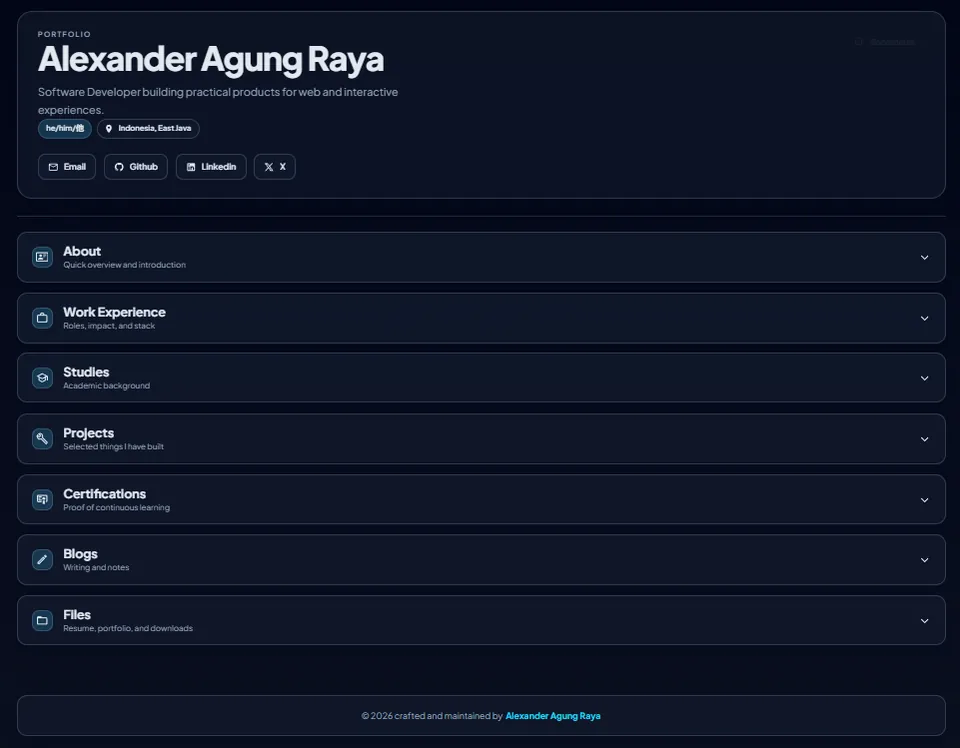 PORTFOLIO
Alexander Agung Raya
Software Developer building practical products for web and interactive
experiences.
he/him/他
Indonesia, East Java
Email
Github
Linkedin
X
About
Quick overview and introduction
Work Experience
Roles, impact, and stack
Studies
Academic background
Projects
Selected things I have built
Certifications
Proof of continuous learning
Blogs
Writing and notes
Files
Resume, portfolio, and downloads
© 2026 crafted and maintained by Alexander Agung Raya